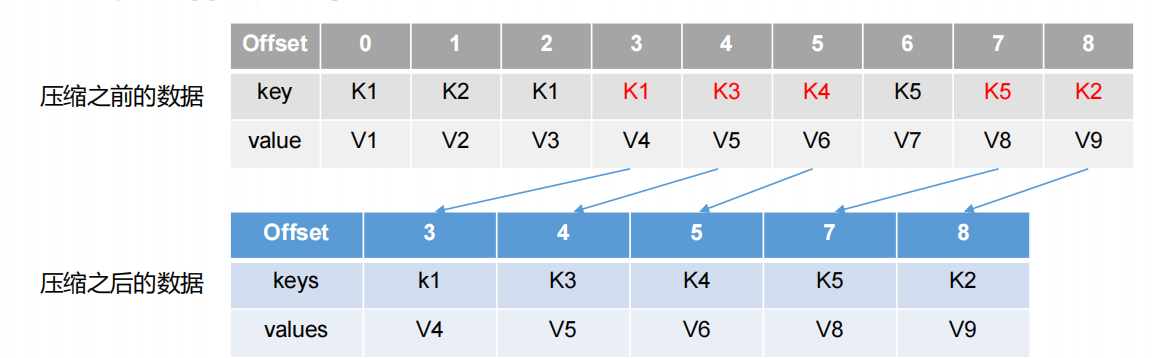 Offset 0 1 2 3 4 5 6 7 8
压缩之前的数据 key K1 K2 K1 K1 K3 K4 K5 K5 K2
value V1 V2 V3 V4 V5 V6 V7 V8 V9
Offset 3 4 5 7 8
压缩之后的数据 keys k1 K3 K4 K5 K2
values V4 V5 V6 V8 V9